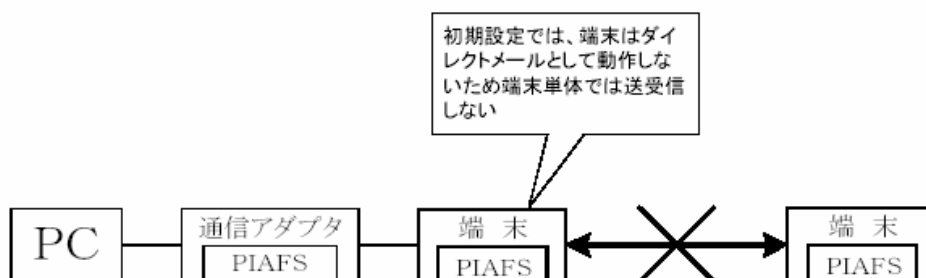 初期設定では、端末はダイ
レクトメールとして動作しな
いため端末単体では送受信
しない
PC
通信アダプタ
PIAFS
端 末
PIAFS
端 末
PIAFS